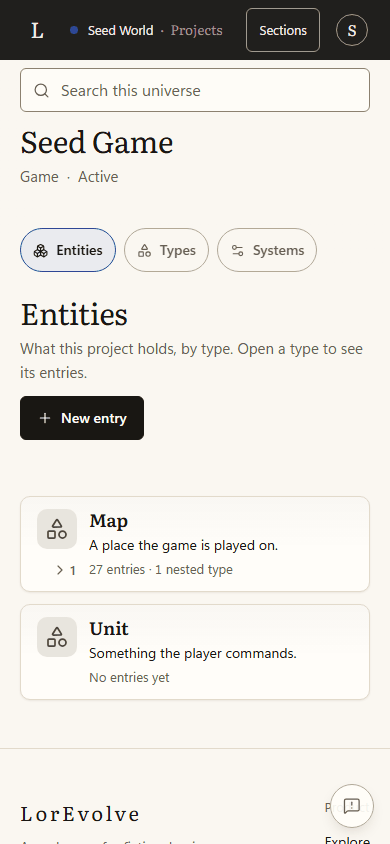 L Seed World · Projects Sections S
Search this universe
Seed Game
Game · Active
Entities Types Systems
Entities
What this project holds, by type. Open a type to see
its entries.
New entry
Map
A place the game is played on.
1 27 entries · 1 nested type
Unit
Something the player commands.
No entries yet
LorEvolve
Explore